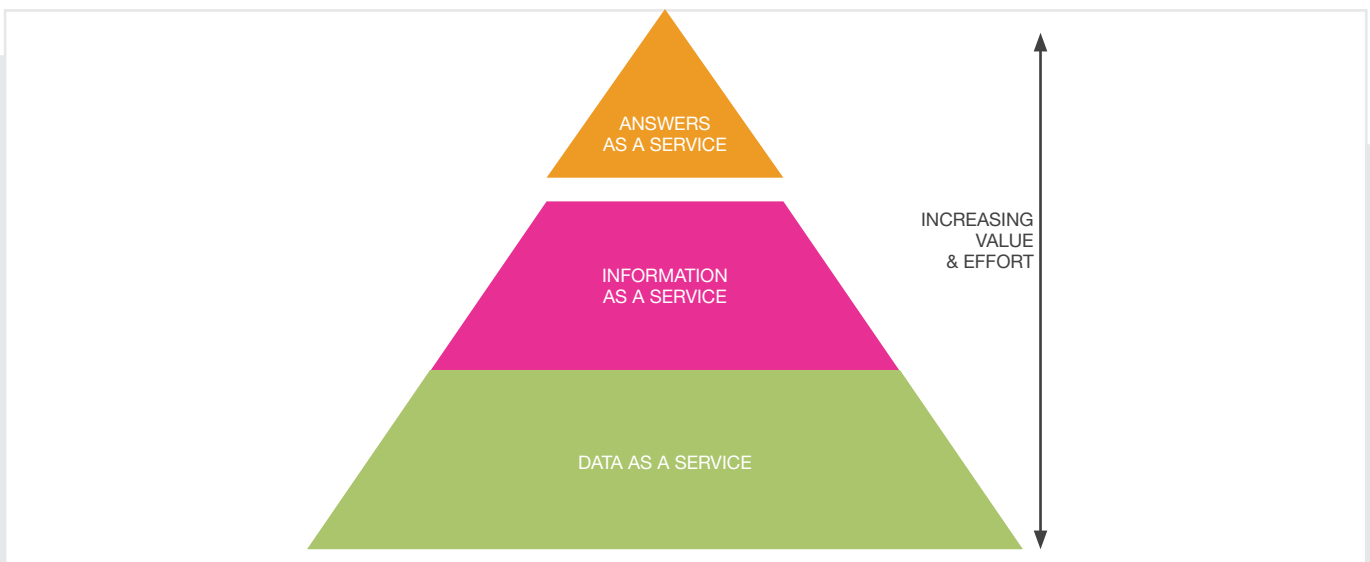 ANSWERS
AS A SERVICE
INCREASING
VALUE
& EFFORT
INFORMATION
AS A SERVICE
DATA AS A SERVICE